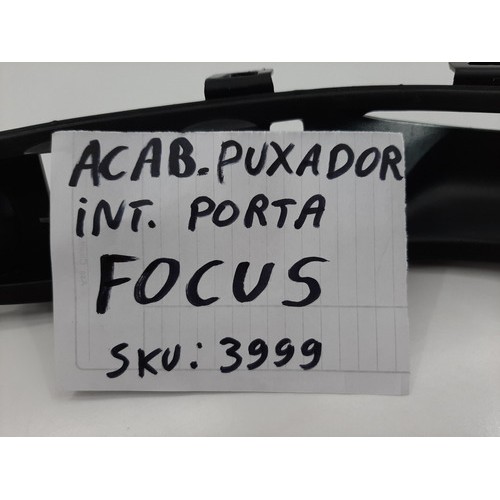 ACAB. PUXADOR
iNT. PORTA
FOCUS
SKU: 3999